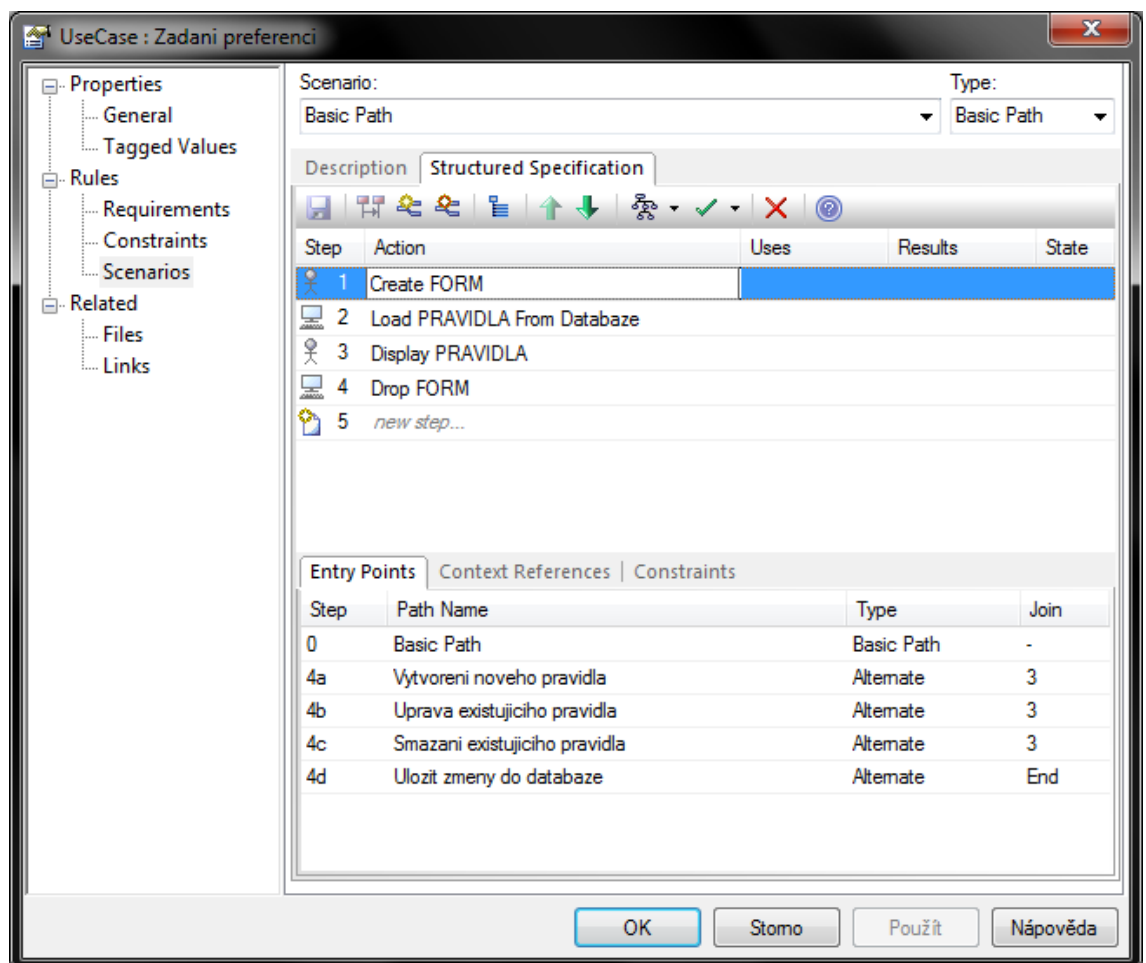 UseCase : Zadani preferenci
Properties
General
Tagged Values
Rules
Requirements
Constraints
Scenarios
Related
Files
Links
Scenario: Type:
Basic Path Basic Path
Description Structured Specification
Step Action Uses Results State
1 Create FORM
2 Load PRAVIDLA From Databaze
3 Display PRAVIDLA
4 Drop FORM
5 new step...
Entry Points Context References | Constraints
Step Path Name Type Join
0 Basic Path Basic Path -
4a Vytvoreni noveho pravidla Alternate 3
4b Uprava existujiciho pravidla Alternate 3
4c Smazani existujiciho pravidla Alternate 3
4d Ulozit zmeny do databaze Alternate End
OK Storno Použít Nápověda